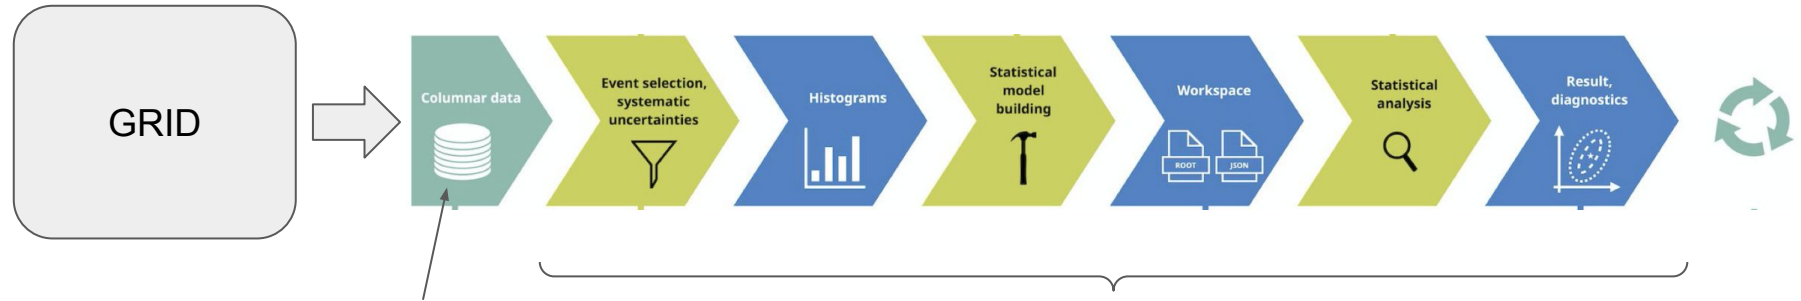 GRID
Columnar data
Event selection,
systematic
uncertainties
Histograms
Statistical
model
building
Workspace
ROOT
JSON
Statistical
analysis
Result,
diagnostics